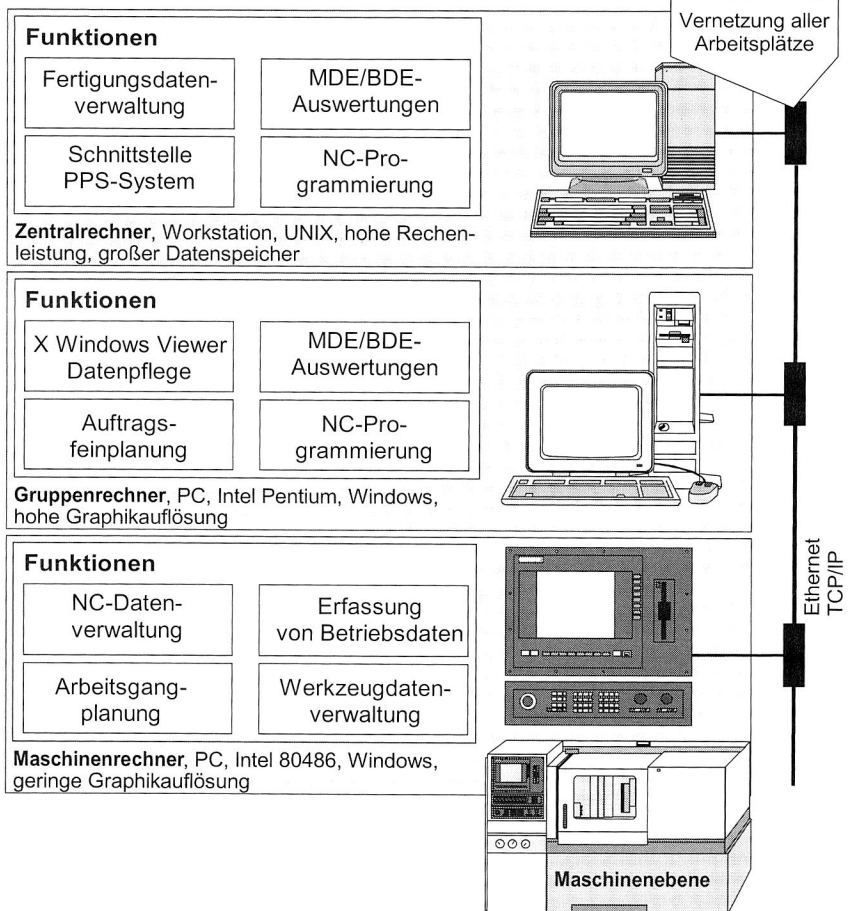 Vernetzung aller
Arbeitsplätze
Funktionen
Fertigungsdaten-
verwaltung
MDE/BDE-
Auswertungen
Schnittstelle
PPS-System
NC-Pro-
grammierung
Zentralrechner, Workstation, UNIX, hohe Rechen-
leistung, großer Datenspeicher
Funktionen
X Windows Viewer
Datenpflege
MDE/BDE-
Auswertungen
Auftrags-
feinplanung
NC-Pro-
grammierung
Gruppenrechner, PC, Intel Pentium, Windows,
hohe Graphikauflösung
Funktionen
NC-Daten-
verwaltung
Erfassung
von Betriebsdaten
Arbeitsgang-
planung
Werkzeugdaten-
verwaltung
Maschinenrechner, PC, Intel 80486, Windows,
geringe Graphikauflösung
Ethernet
TCP/IP
Maschinenebene